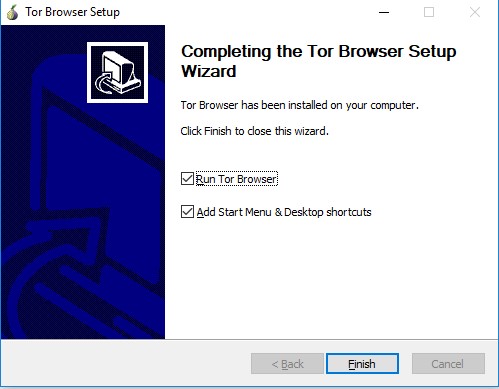 Tor Browser Setup
Completing the Tor Browser Setup
Wizard
Tor Browser has been installed on your computer.
Click Finish to close this wizard.
Run Tor Browser
Add Start Menu & Desktop shortcuts
< Back
Finish
Cancel